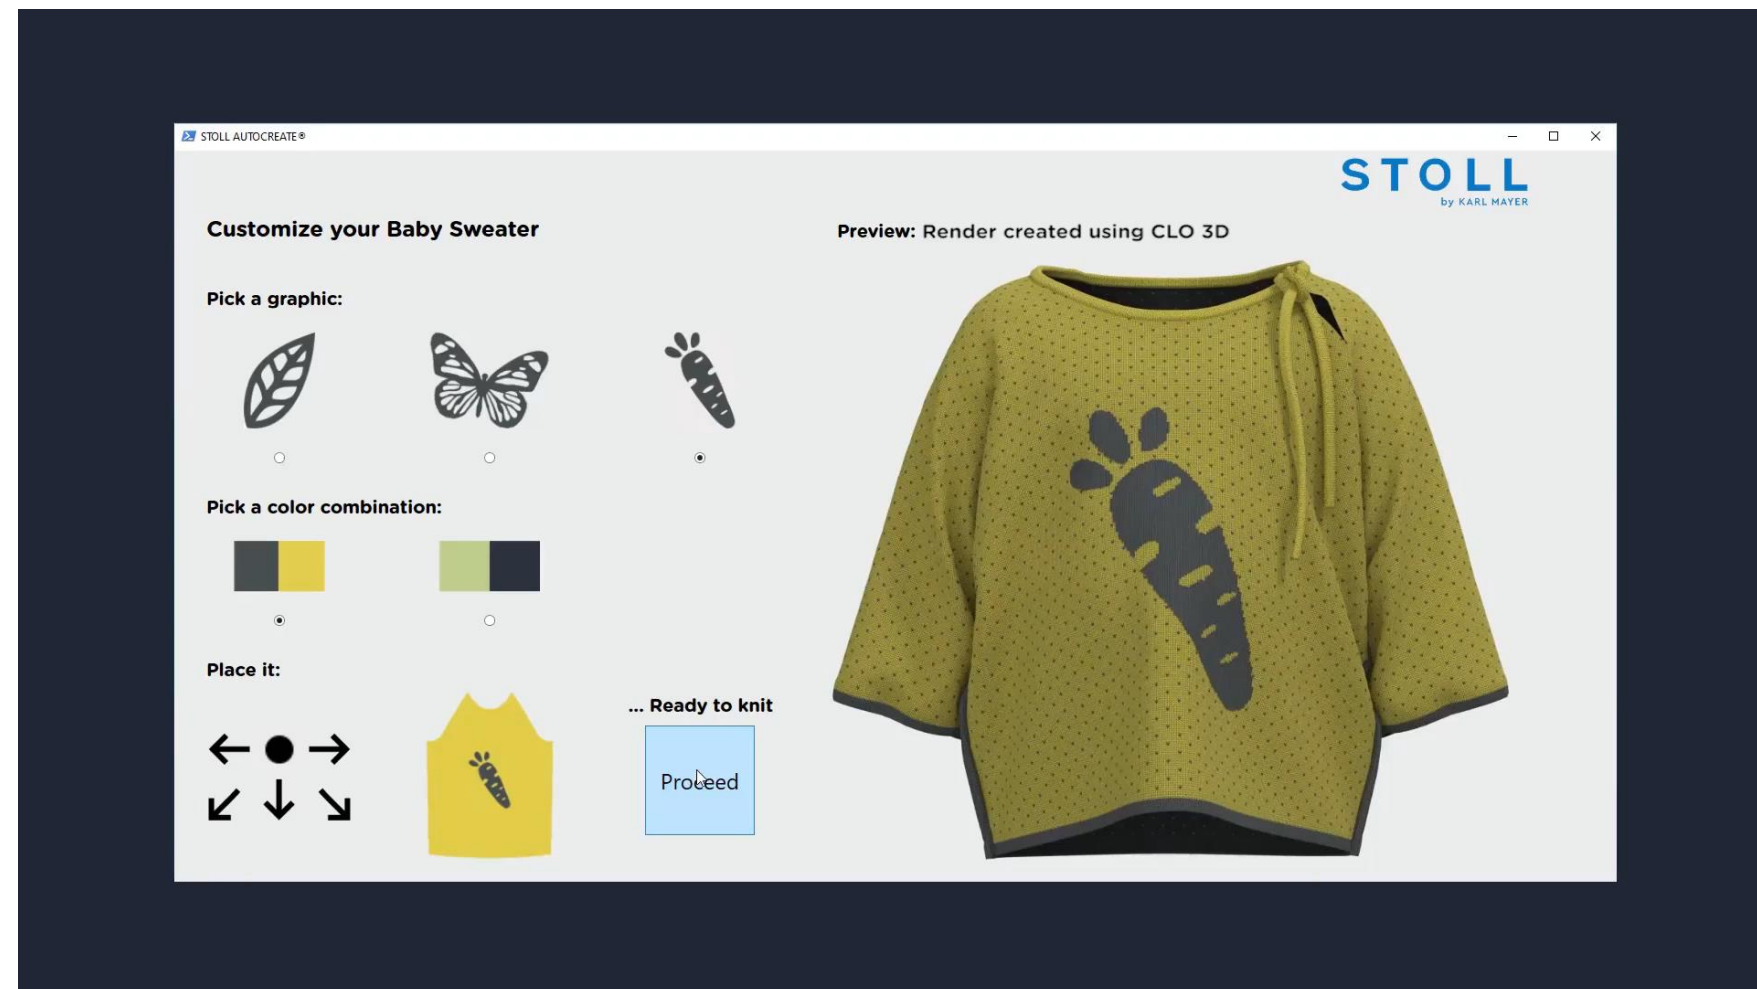 STOLL AUTOCREATE®
STOLL
by KARL MAYER
Customize your Baby Sweater
Preview: Render created using CLO 3D
Pick a graphic:
Pick a color combination:
Place it:
... Ready to knit
Proceed